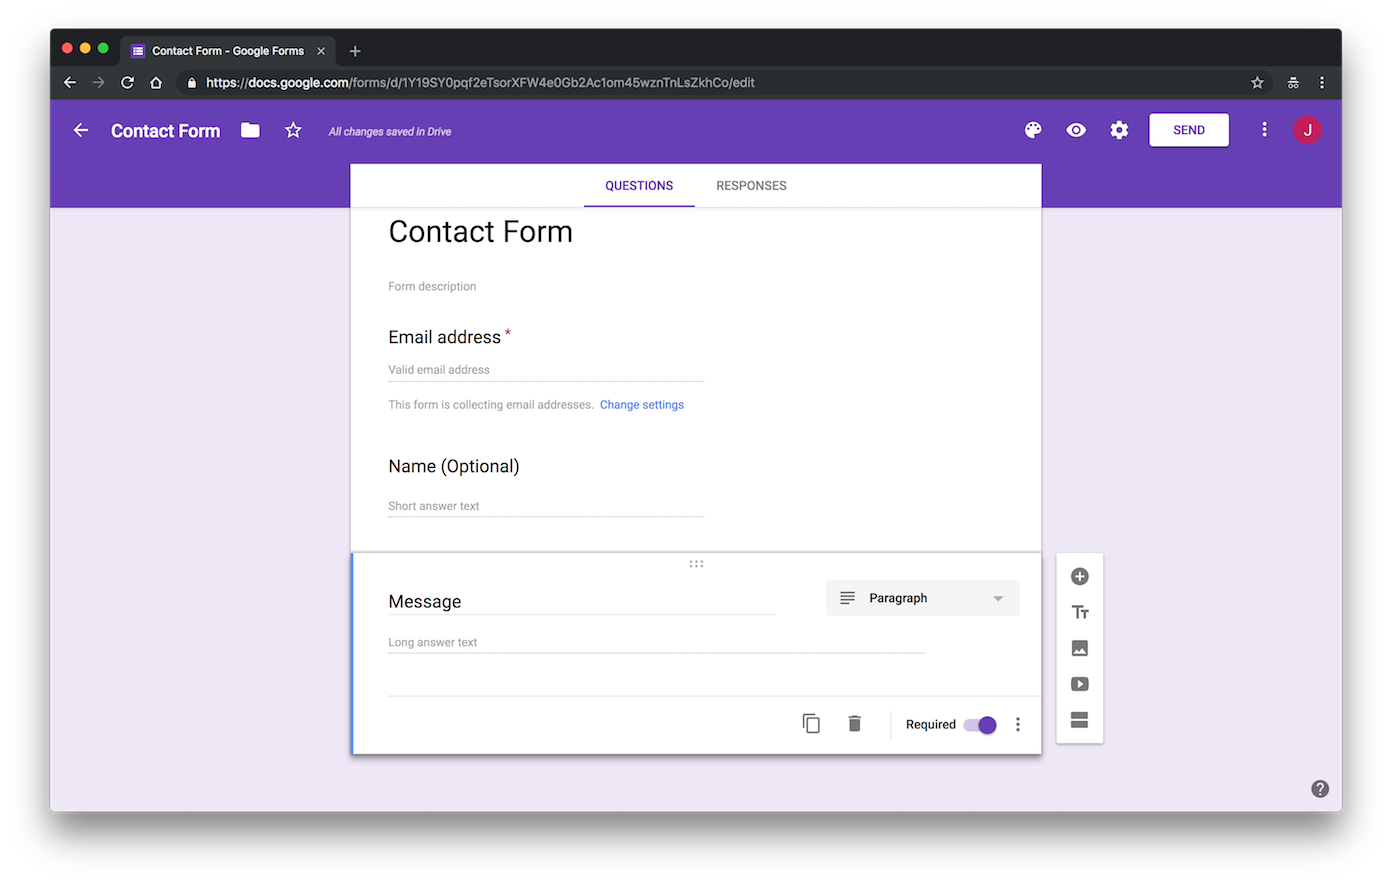 Contact Form - Google Forms
https://docs.google.com/forms/d/1Y19SY0pqf2eTsorXFW4e0Gb2Ac1om45wznTnLsZkhCo/edit
Contact Form All changes saved in Drive SEND J
QUESTIONS RESPONSES
Contact Form
Form description
Email address *
Valid email address
This form is collecting email addresses. Change settings
Name (Optional)
Short answer text
Message Paragraph
Long answer text
Required